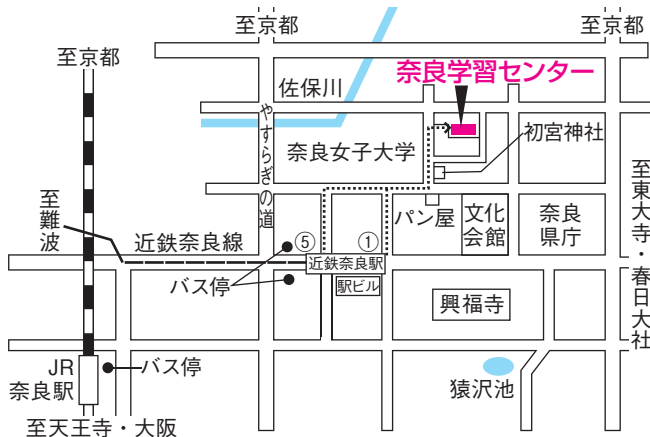 至京都
至京都
至京都
奈良学習センター
佐保川
やすらぎの道
奈良女子大学
初宮神社
至難波
至東大寺・春日大社
パン屋
文化
会館
奈良
県庁
近鉄奈良線
⑤
①
近鉄奈良駅
バス停
駅ビル
興福寺
JR
奈良駅
バス停
猿沢池
至天王寺・大阪